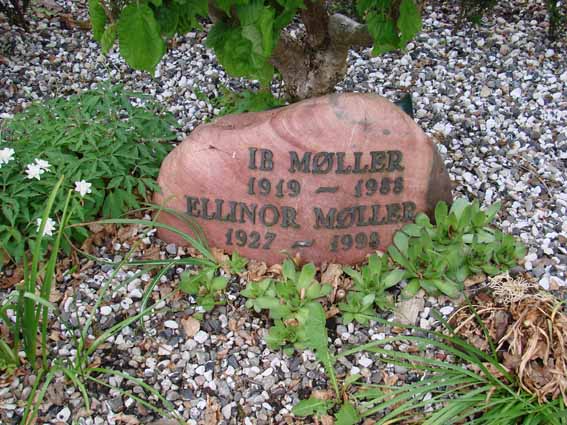 IB MØLLER
1919 ~ 1988
ELLINOR MØLLER
1927 ~ 1998